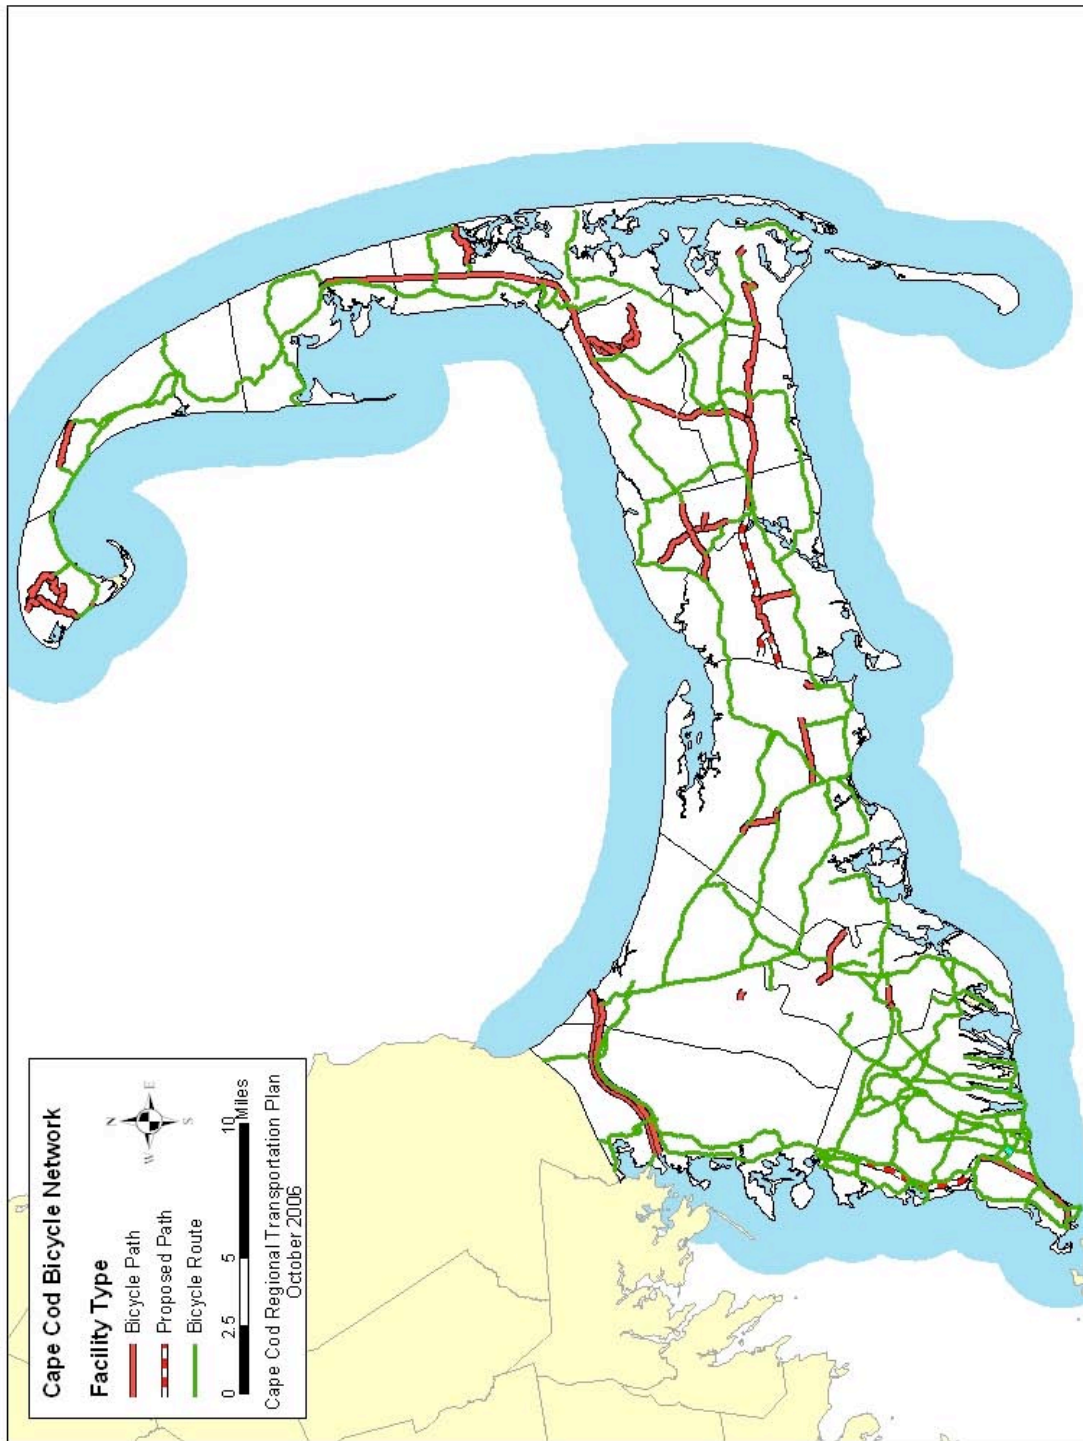 Cape Cod Bicycle Network
Facility Type
Bicycle Path
Proposed Path
Bicycle Route
N
W E
S
0 2.5 5 10
Miles
Cape Cod Regional Transportation Plan
October 2006